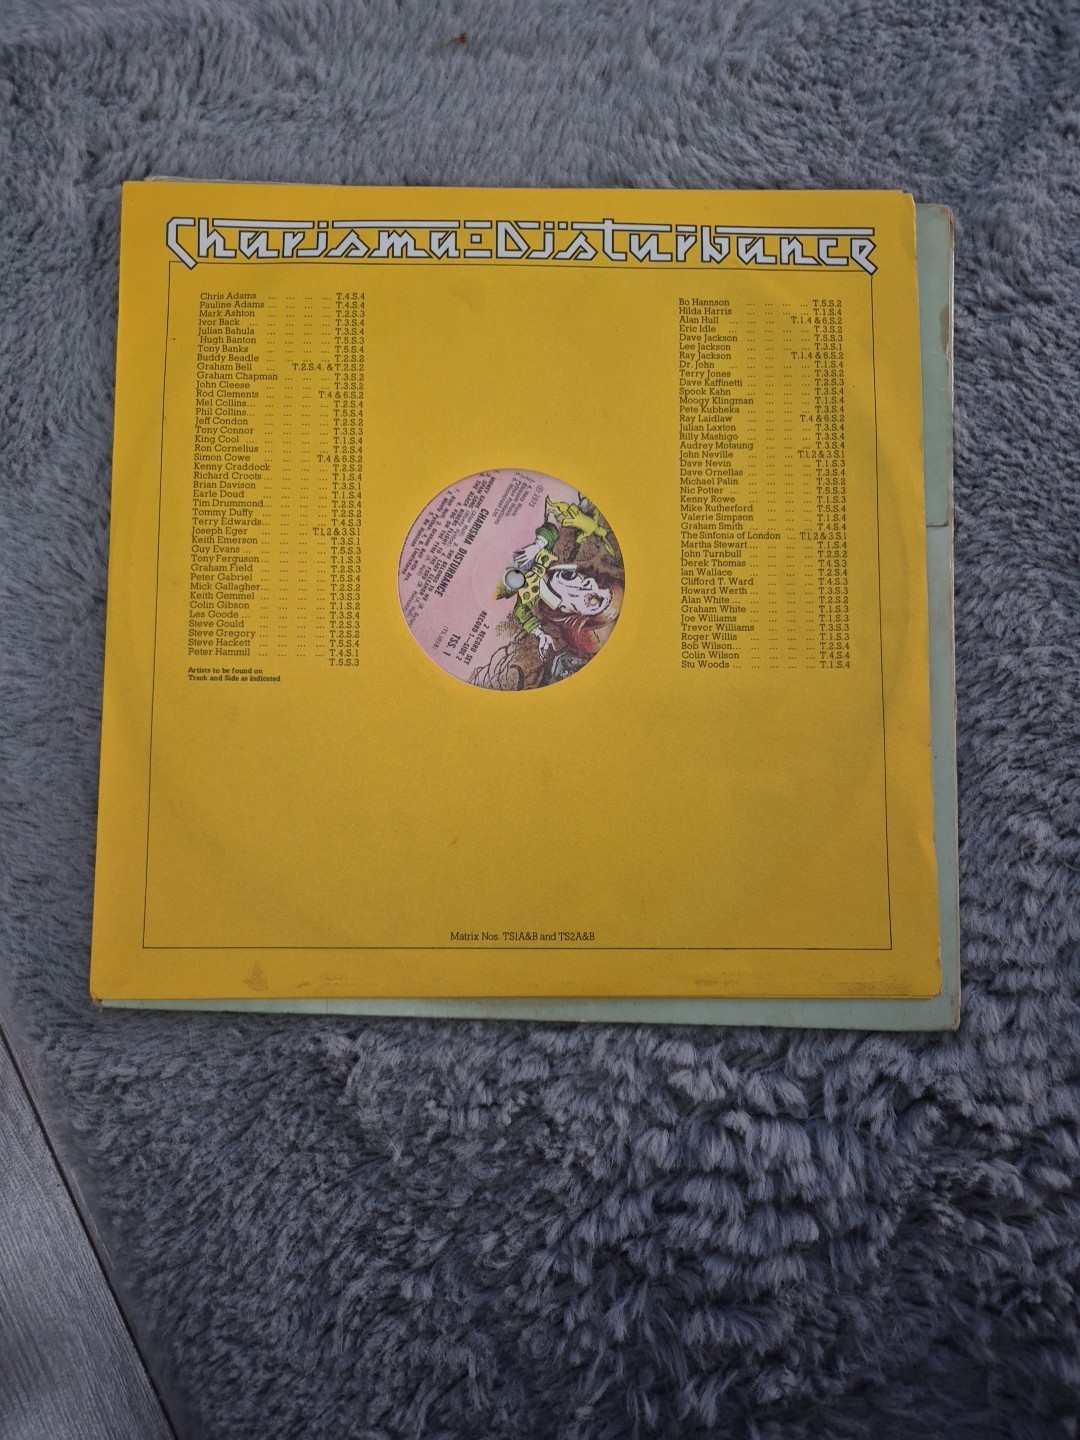 Charisma Disturbance
Chris Adams ... ... ... ... T.4.S.4
Pauline Adams ... ... ... ... T.4.S.4
Mark Ashton ... ... ... ... T.2.S.3
Ivor Back ... ... ... ... T.3.S.4
Julian Bahula ... ... ... ... T.3.S.4
Hugh Banton ... ... ... ... T.5.S.3
Tony Banks ... ... ... ... T.5.S.4
Buddy Beadle ... ... ... ... T.2.S.2
Graham Bell ... T.2.S.4. & T.2.S.2
Graham Chapman ... ... ... T.3.S.2
John Cleese ... ... ... ... T.3.S.2
Rod Clements ... ... ... T.4 & 6.S.2
Mel Collins... ... ... ... T.2.S.4
Phil Collins... ... ... ... T.5.S.4
Jeff Condon ... ... ... ... T.2.S.2
Tony Connor ... ... ... ... T.3.S.3
King Cool ... ... ... ... T.1.S.4
Ron Cornelius ... ... ... ... T.2.S.4
Simon Cowe ... ... ... T.4 & 6.S.2
Kenny Craddock ... ... ... T.2.S.2
Richard Croots ... ... ... ... T.1.S.4
Brian Davison ... ... ... ... T.3.S.1
Earle Doud ... ... ... ... T.1.S.4
Tim Drummond... ... ... ... T.2.S.4
Tommy Duffy ... ... ... ... T.2.S.2
Terry Edwards... ... ... ... T.4.S.3
Joseph Eger ... ... ... T1,2 & 3.S.1
Keith Emerson ... ... ... ... T.3.S.1
Guy Evans ... ... ... ... T.5.S.3
Tony Ferguson... ... ... ... T.1.S.3
Graham Field ... ... ... ... T.2.S.3
Peter Gabriel ... ... ... ... T.5.S.4
Mick Gallagher... ... ... ... T.2.S.2
Keith Gemmel ... ... ... ... T.3.S.3
Colin Gibson ... ... ... ... T.1.S.2
Les Goode ... ... ... ... T.3.S.4
Steve Gould ... ... ... ... T.2.S.3
Steve Gregory ... ... ... ... T.2.S.2
Steve Hackett ... ... ... ... T.5.S.4
Peter Hammil ... ... ... ... T.4.S.1
T.5.S.3
Artists to be found on
Track and Side as indicated
Bo Hannson ... ... ... ... T.5.S.2
Hilda Harris ... ... ... ... T.1.S.4
Alan Hull ... ... ... T.1.4 & 6.S.2
Eric Idle ... ... ... ... T.3.S.2
Dave Jackson ... ... ... ... T.5.S.3
Lee Jackson ... ... ... ... T.3.S.1
Ray Jackson ... ... T.1.4 & 6.S.2
Dr. John ... ... ... ... T.1.S.4
Terry Jones ... ... ... ... T.3.S.2
Dave Kaffinetti ... ... ... ... T.2.S.3
Spook Kahn ... ... ... ... T.3.S.4
Moogy Klingman ... ... ... T.1.S.4
Pete Kubheka ... ... ... ... T.3.S.4
Ray Laidlaw ... ... ... T.4 & 6.S.2
Julian Laxton ... ... ... ... T.3.S.4
Billy Mashigo ... ... ... ... T.3.S.4
Audrey Motaung ... ... ... T.3.S.4
John Neville ... ... ... T1,2 & 3.S.1
Dave Nevin ... ... ... ... T.1.S.3
Dave Ornellas ... ... ... ... T.3.S.4
Michael Palin ... ... ... ... T.3.S.2
Nic Potter ... ... ... ... T.5.S.3
Kenny Rowe ... ... ... ... T.1.S.3
Mike Rutherford ... ... ... T.5.S.4
Valerie Simpson ... ... ... T.1.S.4
Graham Smith ... ... ... ... T.4.S.4
The Sinfonia of London ... T1,2 & 3.S.1
Martha Stewart... ... ... ... T.1.S.4
John Turnbull ... ... ... ... T.2.S.2
Derek Thomas ... ... ... ... T.4.S.3
Ian Wallace ... ... ... ... T.2.S.4
Clifford T. Ward ... ... ... T.4.S.3
Howard Werth ... ... ... ... T.3.S.3
Alan White ... ... ... ... T.2.S.2
Graham White ... ... ... ... T.1.S.3
Joe Williams ... ... ... ... T.1.S.3
Trevor Williams ... ... ... T.3.S.3
Roger Willis ... ... ... ... T.1.S.3
Bob Wilson... ... ... ... T.2.S.4
Colin Wilson ... ... ... ... T.4.S.4
Stu Woods ... ... ... ... T.1.S.4
CHARISMA DISTURBANCE
2 RECORD SET
RECORD 1—SIDE 2
TSS. 1
℗ 1973
Matrix Nos. TS1A&B and TS2A&B